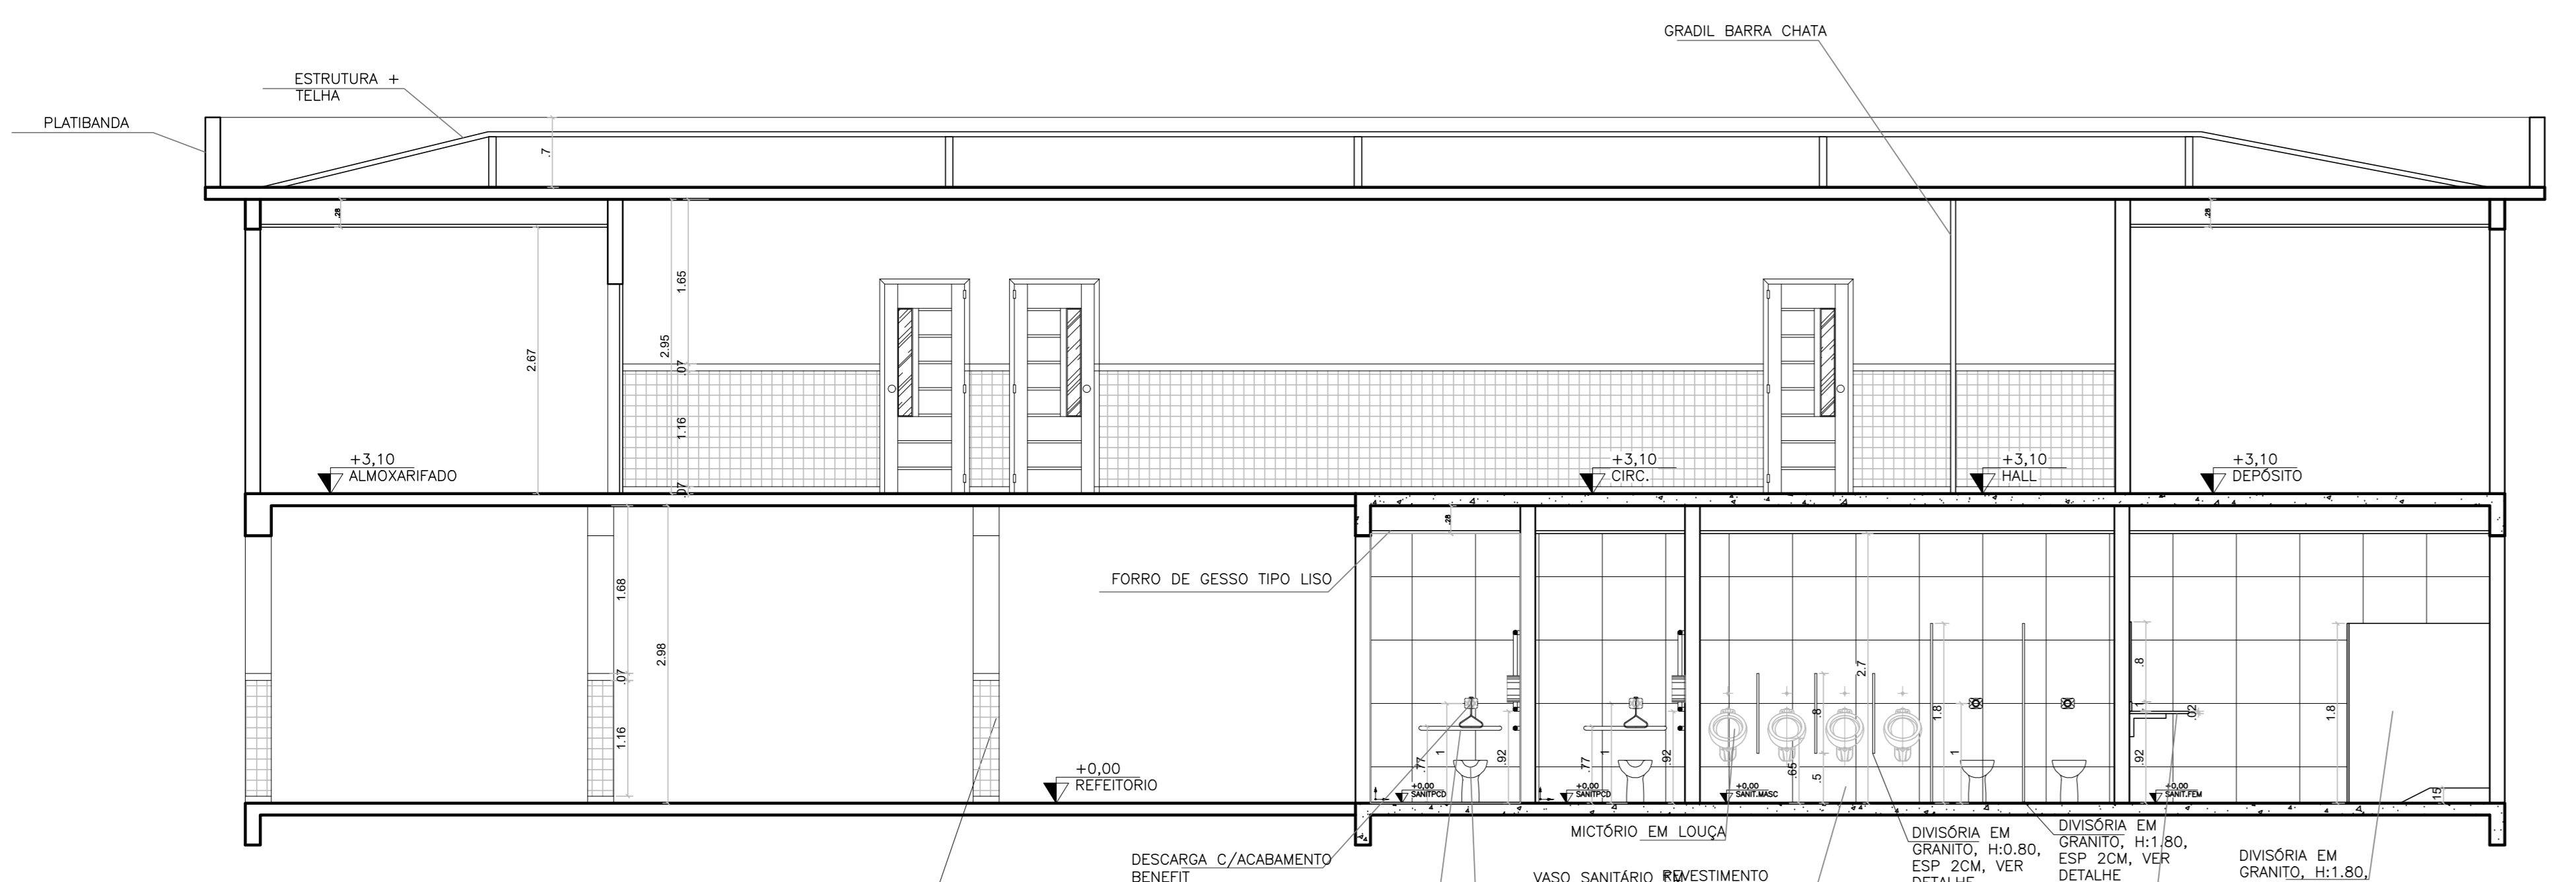 GRADIL BARRA CHATA
ESTRUTURA +
TELHA
PLATIBANDA
.7
.28
.28
1.65
2.95
2.67
.07
1.16
.07
+3,10
ALMOXARIFADO
+3,10
CIRC.
+3,10
HALL
+3,10
DEPÓSITO
.28
FORRO DE GESSO TIPO LISO
1.68
2.98
.07
1.16
2.7
.8
1.8
.8
1
.02
1.8
+0,00
REFEITORIO
.77
1
.92
.77
1
.92
.65
.5
1
.92
.15
+0,00
SANITPCD
+0,00
SANITPCD
+0,00
SANIT.MASC
+0,00
SANIT.FEM
MICTÓRIO EM LOUÇA
DESCARGA C/ACABAMENTO
BENEFIT
VASO SANITÁRIO EM
REVESTIMENTO
DIVISÓRIA EM
GRANITO, H:0.80,
ESP 2CM, VER
DETALHE
DIVISÓRIA EM
GRANITO, H:1.80,
ESP 2CM, VER
DETALHE
DIVISÓRIA EM
GRANITO, H:1.80,